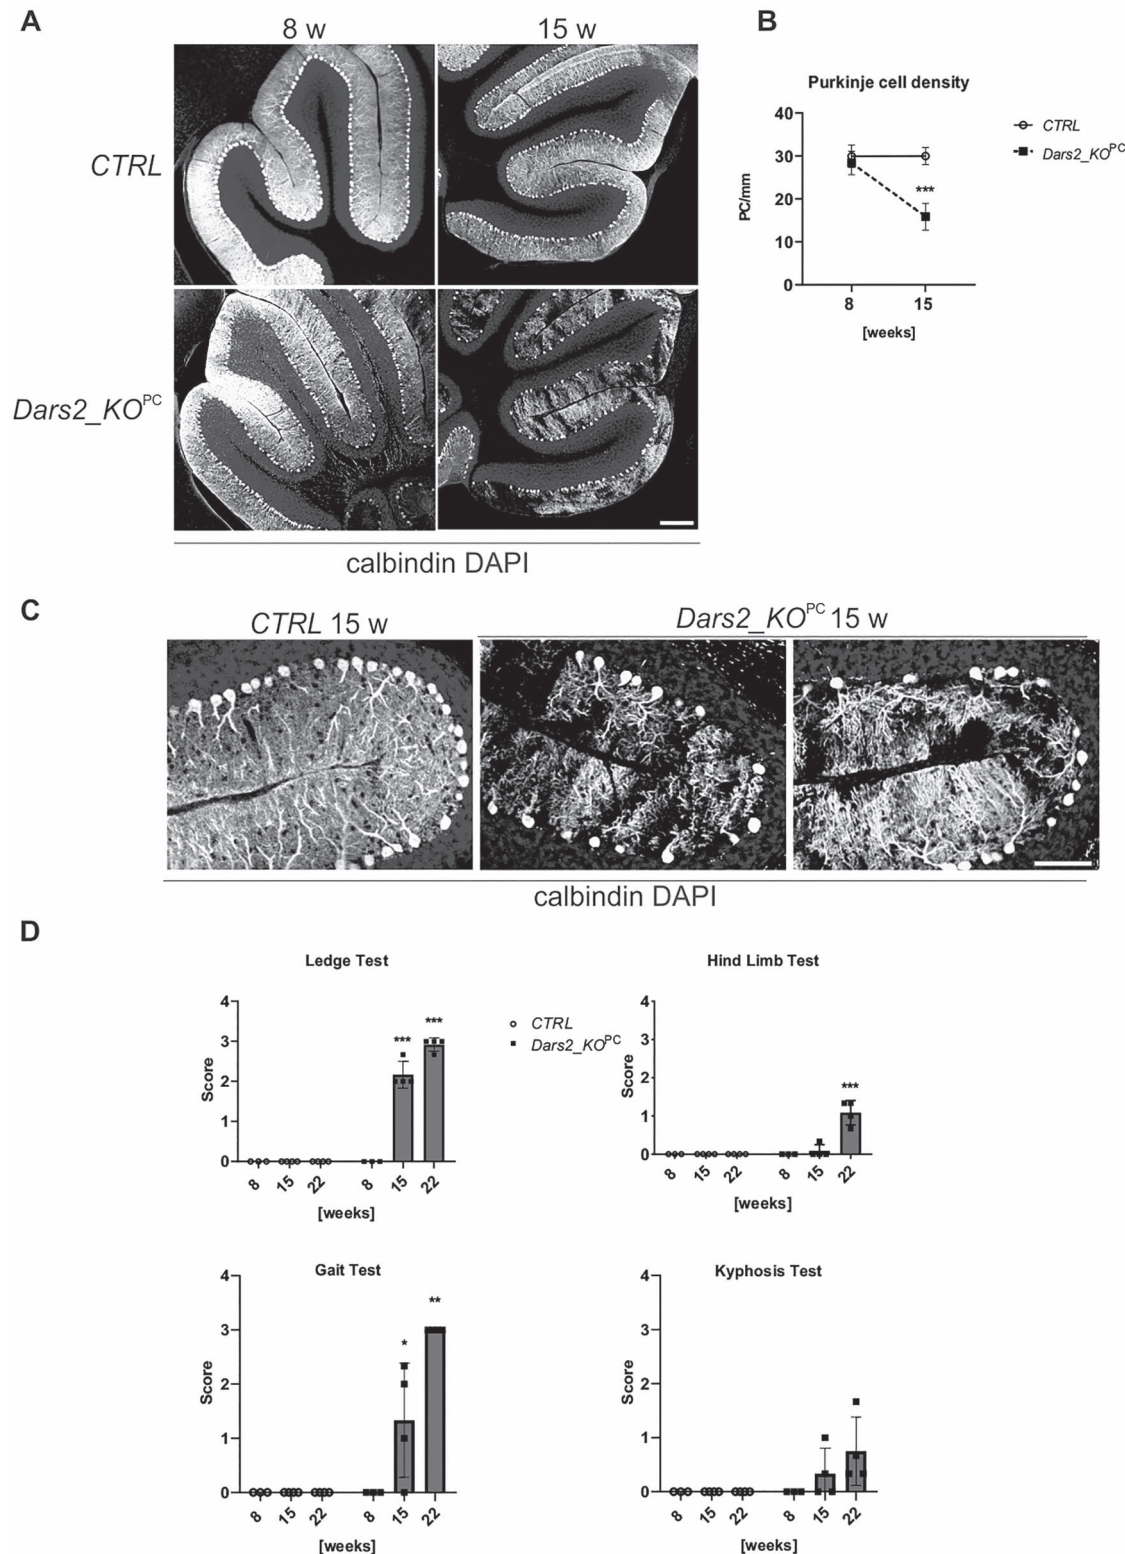 A
8 w
15 w
CTRL
Dars2_KOPC
calbindin DAPI
B
Purkinje cell density
40
30
20
10
0
PC/mm
***
8
15
[weeks]
CTRL
Dars2_KOPC
C
CTRL 15 w
Dars2_KOPC 15 w
calbindin DAPI
D
Ledge Test
4
3
2
1
0
Score
***
***
8
15
22
8
15
22
[weeks]
CTRL
Dars2_KOPC
Hind Limb Test
4
3
2
1
0
Score
***
8
15
22
8
15
22
[weeks]
Gait Test
4
3
2
1
0
Score
*
**
8
15
22
8
15
22
[weeks]
Kyphosis Test
4
3
2
1
0
Score
8
15
22
8
15
22
[weeks]